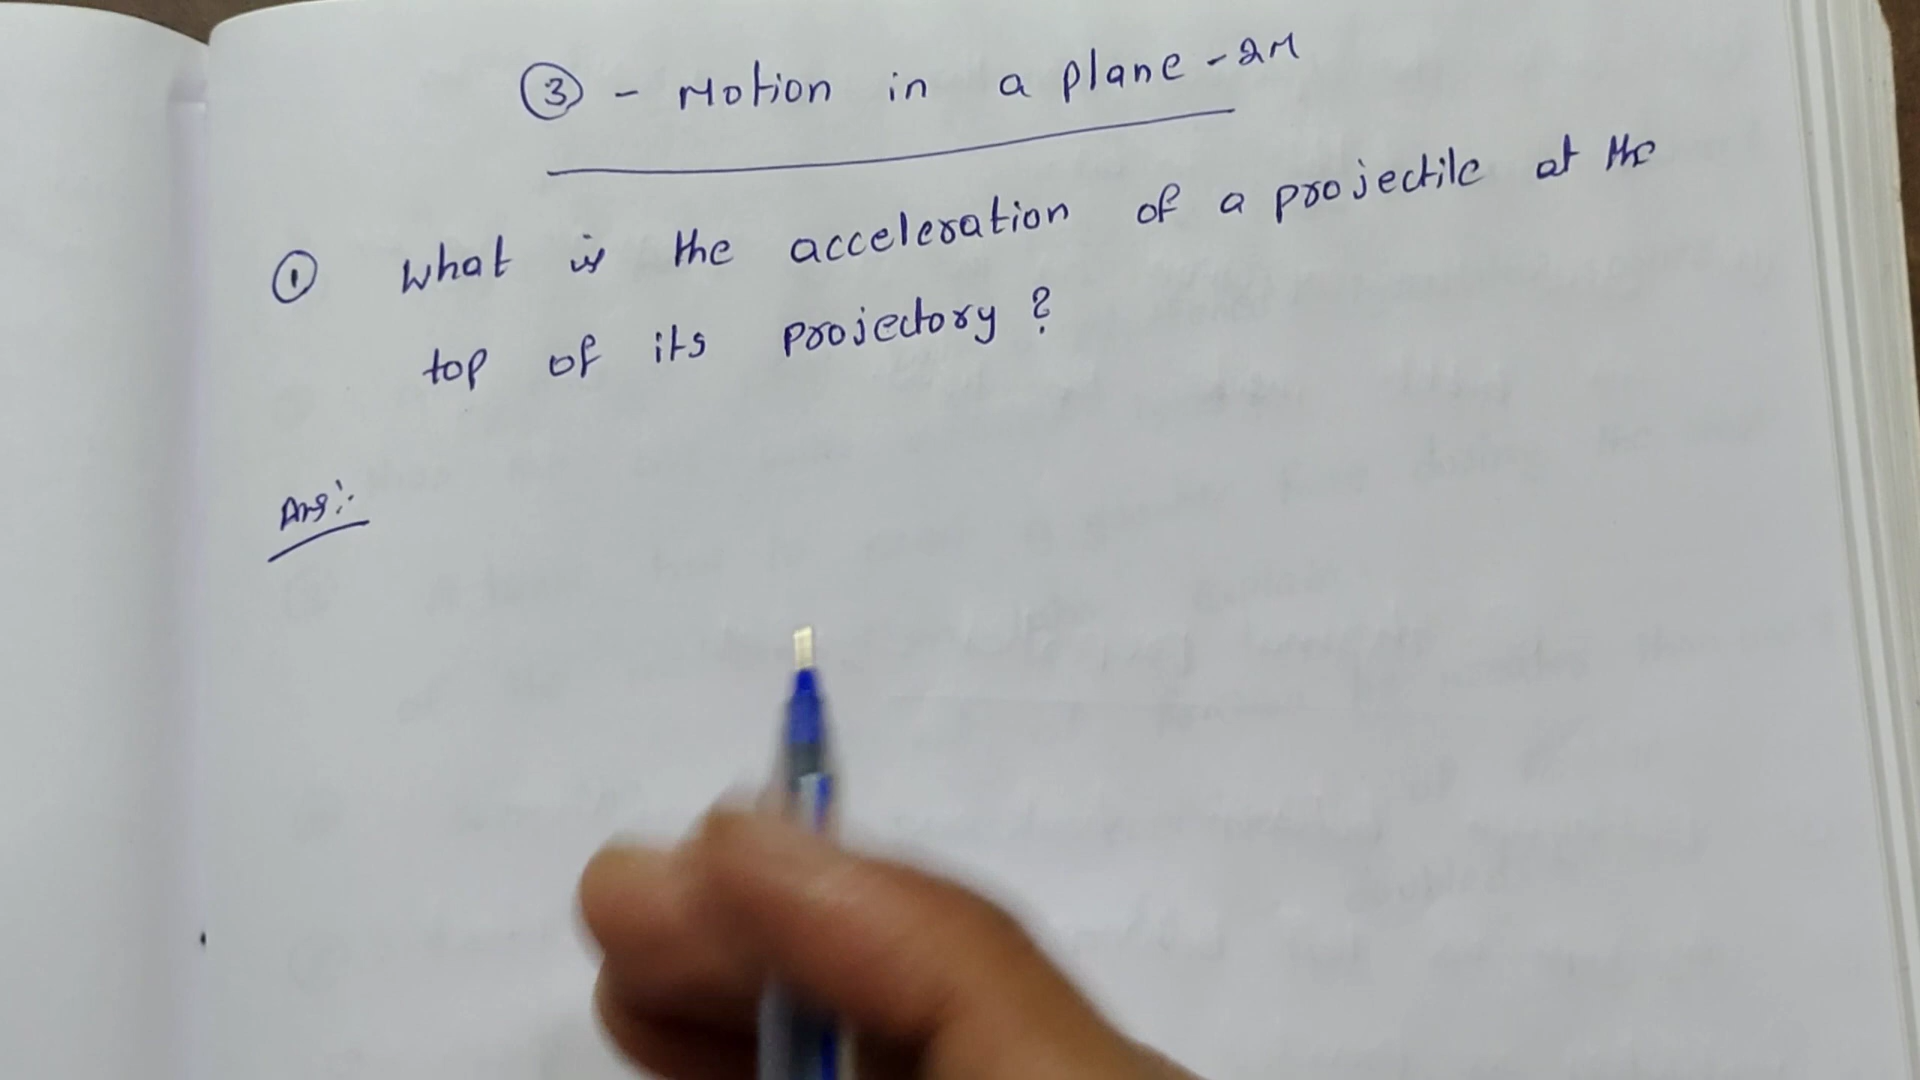 ③ - Motion in a plane - 2M
① What is the acceleration of a projectile at the
top of its projectory ?
Ans:-